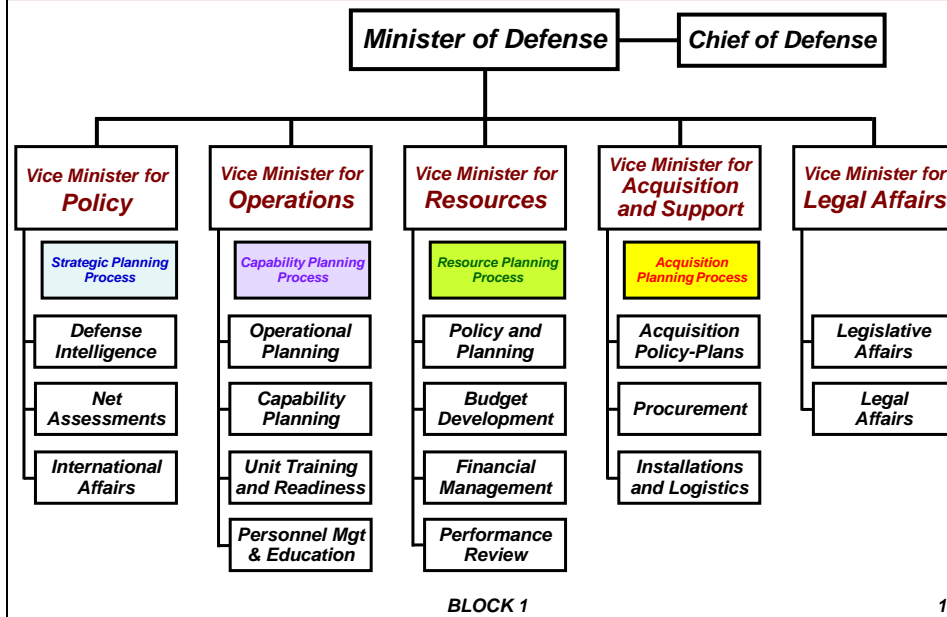 Minister of Defense
Chief of Defense
Vice Minister for
Policy
Vice Minister for
Operations
Vice Minister for
Resources
Vice Minister for
Acquisition
and Support
Vice Minister for
Legal Affairs
Strategic Planning
Process
Capability Planning
Process
Resource Planning
Process
Acquisition
Planning Process
Defense
Intelligence
Operational
Planning
Policy and
Planning
Acquisition
Policy-Plans
Legislative
Affairs
Net
Assessments
Capability
Planning
Budget
Development
Procurement
Legal
Affairs
International
Affairs
Unit Training
and Readiness
Financial
Management
Installations
and Logistics
Personnel Mgt
& Education
Performance
Review
BLOCK 1
1